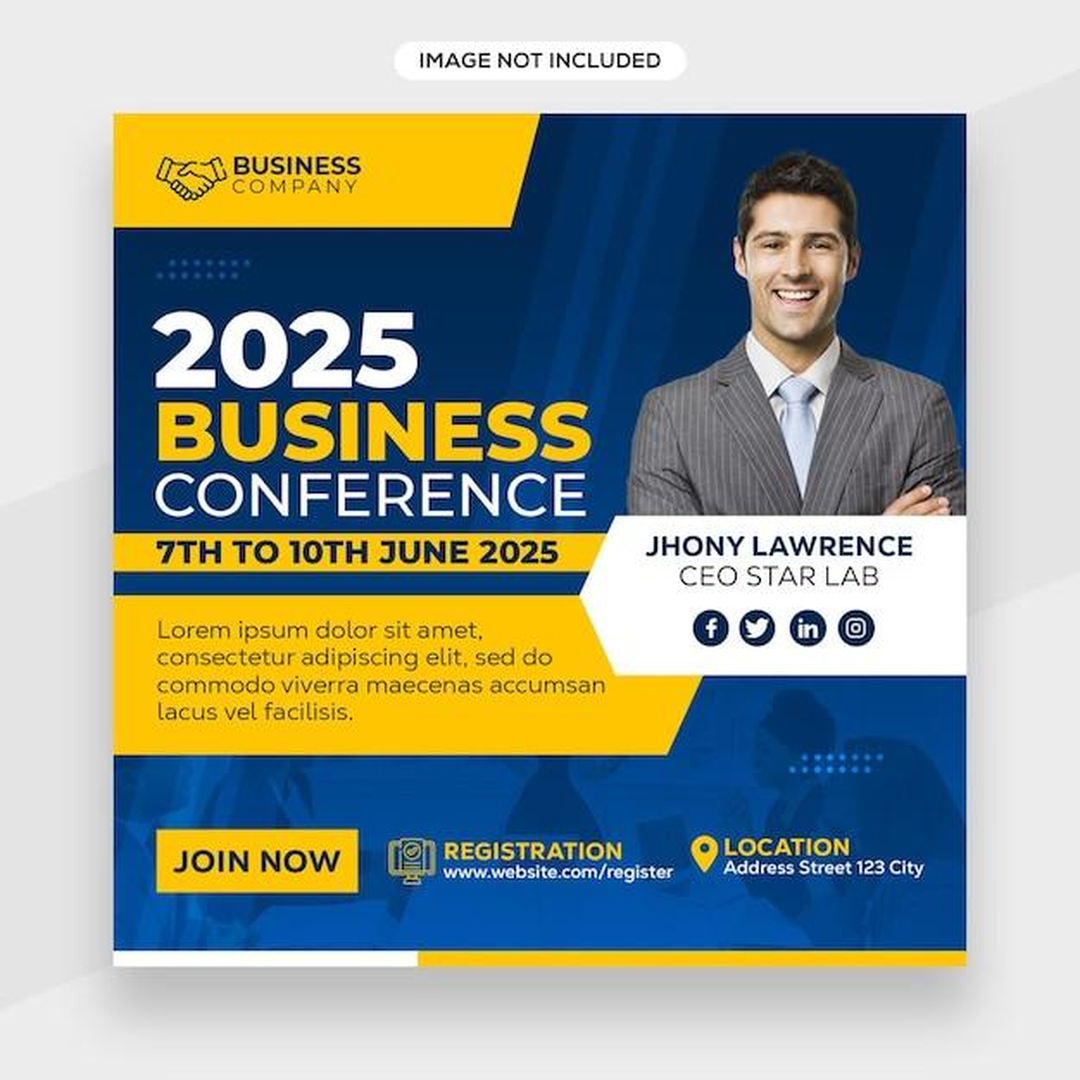 IMAGE NOT INCLUDED
BUSINESS
COMPANY
2025
BUSINESS
CONFERENCE
7TH TO 10TH JUNE 2025
JHONY LAWRENCE
CEO STAR LAB
Lorem ipsum dolor sit amet,
consectetur adipiscing elit, sed do
commodo viverra maecenas accumsan
lacus vel facilisis.
JOIN NOW
REGISTRATION
www.website.com/register
LOCATION
Address Street 123 City